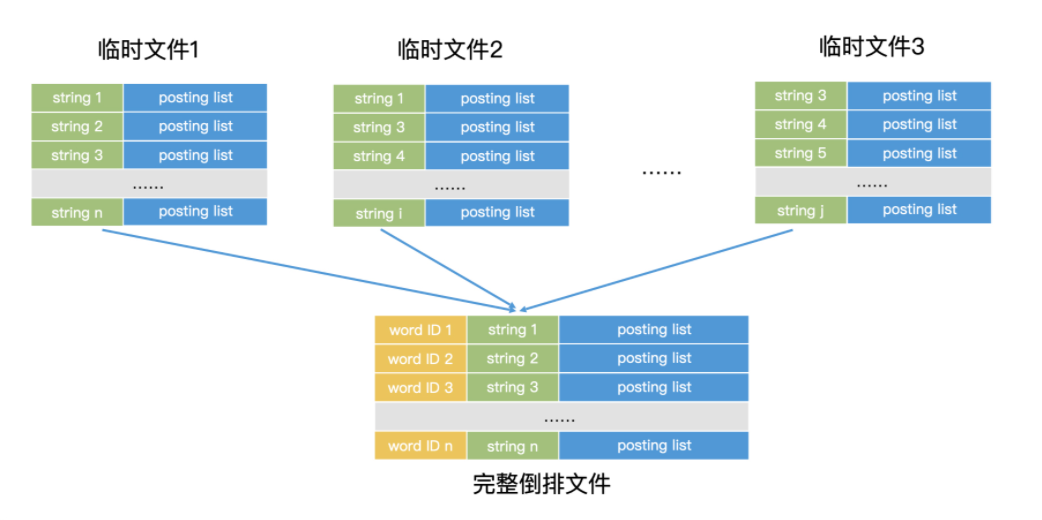 临时文件1
string 1 posting list
string 2 posting list
string 3 posting list
......
string n posting list
临时文件2
string 1 posting list
string 3 posting list
string 4 posting list
......
string i posting list
......
临时文件3
string 3 posting list
string 4 posting list
string 5 posting list
......
string j posting list
word ID 1 string 1 posting list
word ID 2 string 2 posting list
word ID 3 string 3 posting list
......
word ID n string n posting list
完整倒排文件